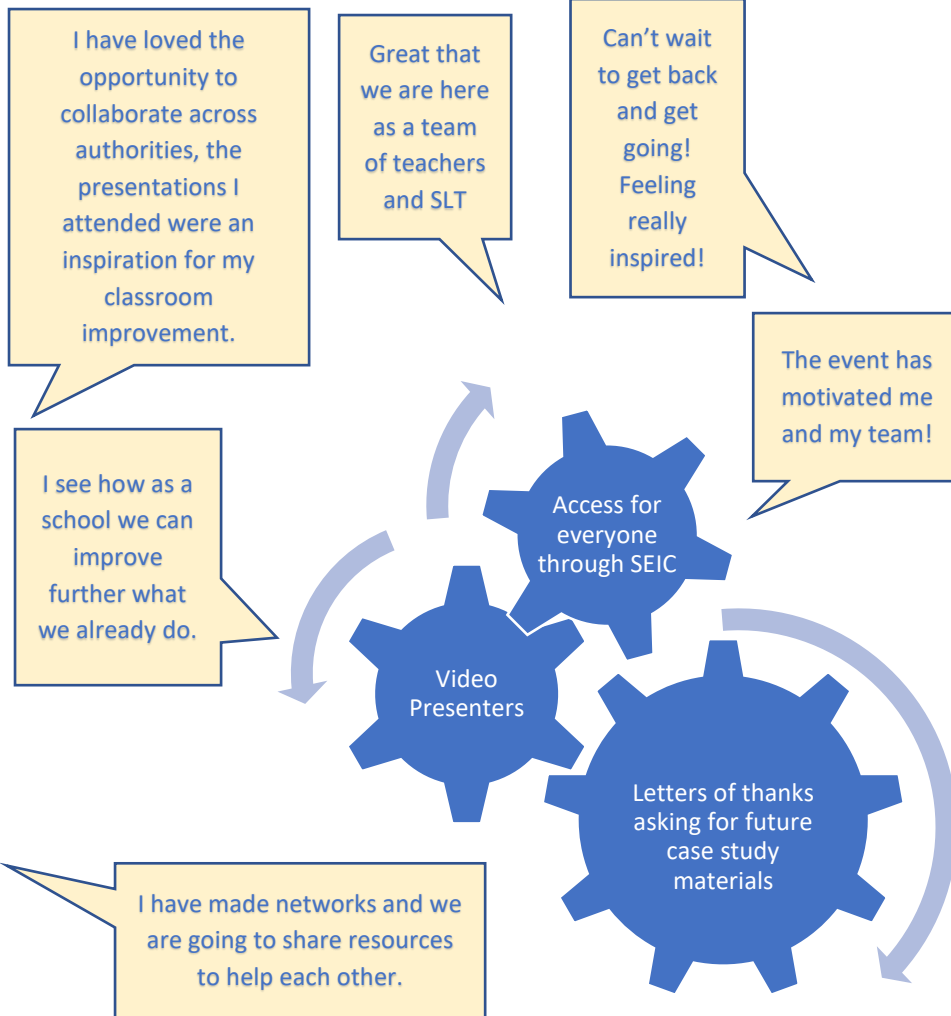 I have loved the
opportunity to
collaborate across
authorities, the
presentations I
attended were an
inspiration for my
classroom
improvement.
Great that
we are here
as a team
of teachers
and SLT
Can’t wait
to get back
and get
going!
Feeling
really
inspired!
The event has
motivated me
and my team!
I see how as a
school we can
improve
further what
we already do.
Access for
everyone
through SEIC
Video
Presenters
Letters of thanks
asking for future
case study
materials
I have made networks and we
are going to share resources
to help each other.